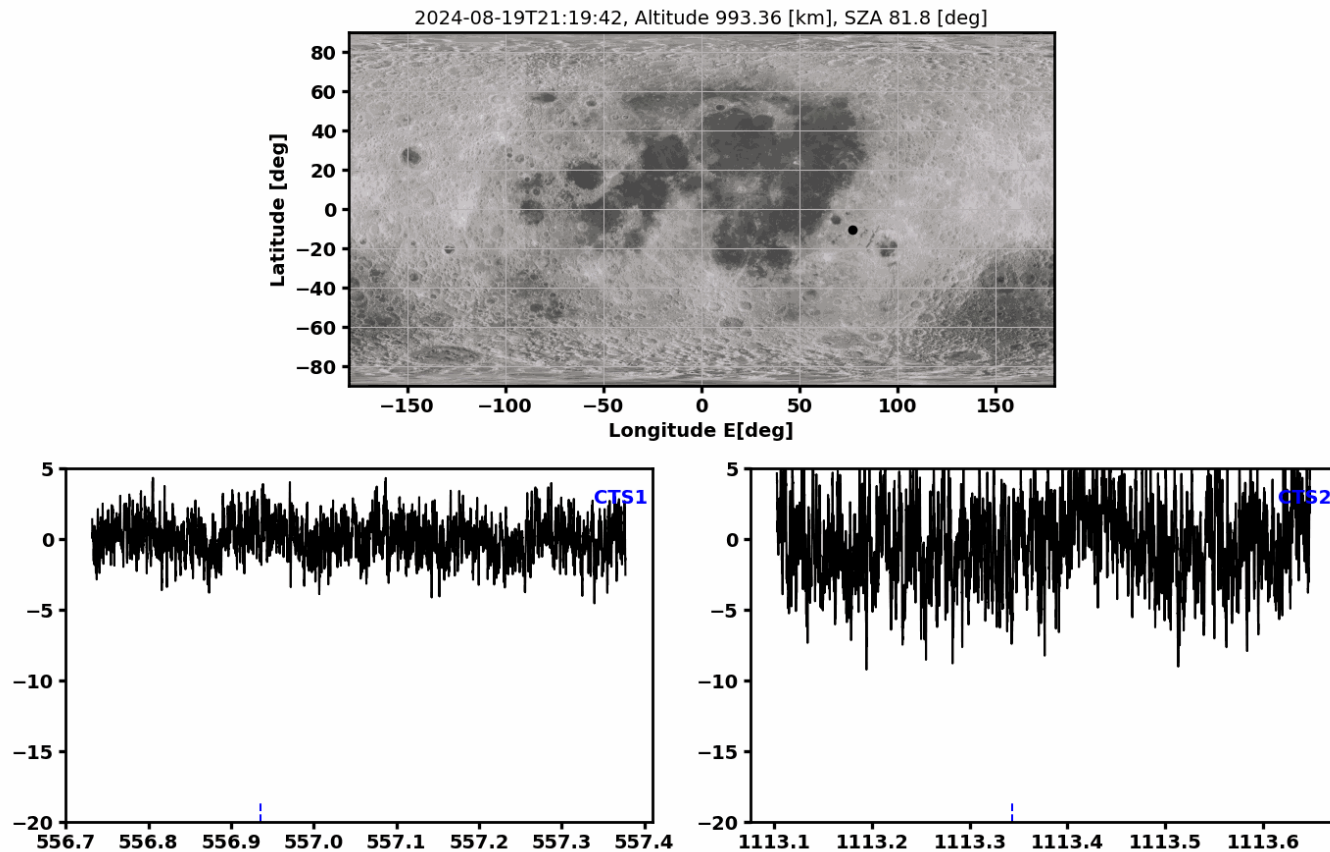 2024-08-19T21:19:42, Altitude 993.36 [km], SZA 81.8 [deg]
80
60
40
20
0
−20
−40
−60
−80
Latitude [deg]
−150 −100 −50 0 50 100 150
Longitude E[deg]
5
0
−5
−10
−15
−20
CTS1
556.7 556.8 556.9 557.0 557.1 557.2 557.3 557.4
5
0
−5
−10
−15
−20
CTS2
1113.1 1113.2 1113.3 1113.4 1113.5 1113.6